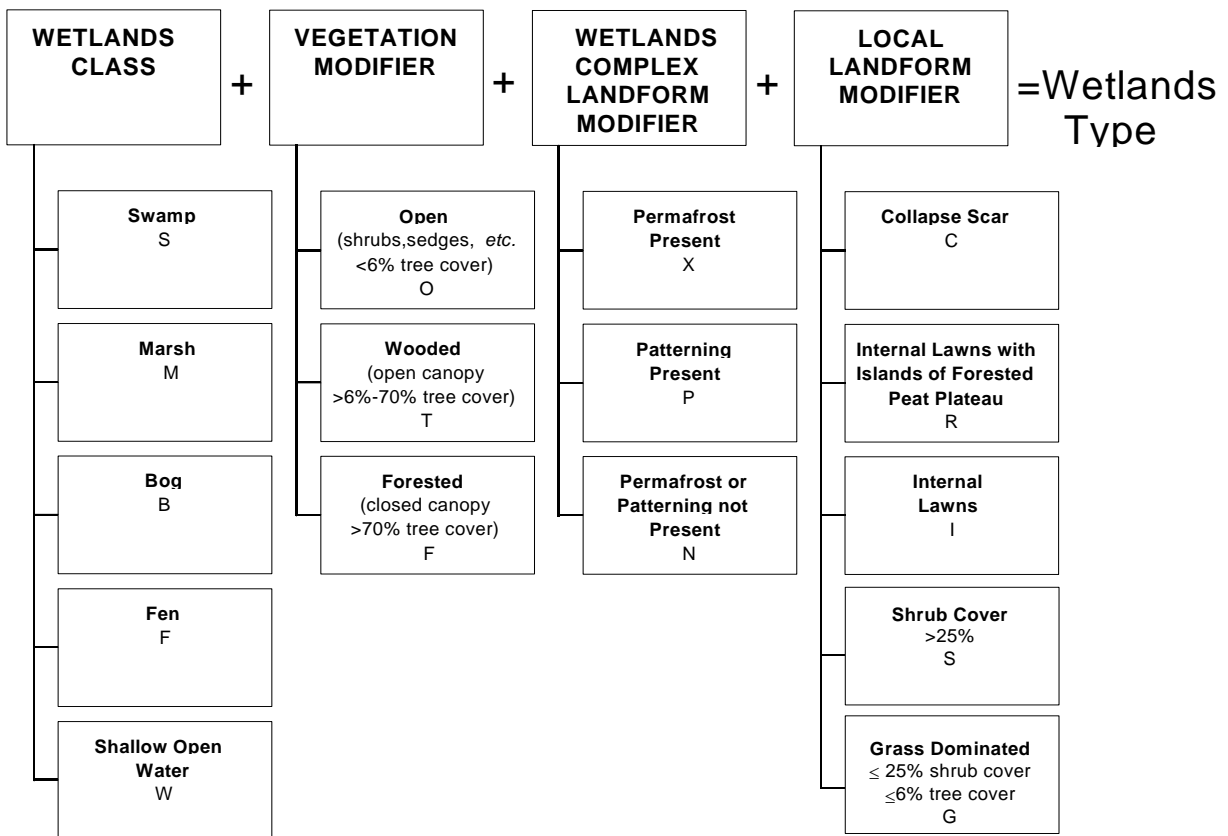 WETLANDS
CLASS
+
VEGETATION
MODIFIER
+
WETLANDS
COMPLEX
LANDFORM
MODIFIER
+
LOCAL
LANDFORM
MODIFIER
=Wetlands
Type
Swamp
S
Marsh
M
Bog
B
Fen
F
Shallow Open
Water
W
Open
(shrubs,sedges, etc.
<6% tree cover)
O
Wooded
(open canopy
>6%-70% tree cover)
T
Forested
(closed canopy
>70% tree cover)
F
Permafrost
Present
X
Patterning
Present
P
Permafrost or
Patterning not
Present
N
Collapse Scar
C
Internal Lawns with
Islands of Forested
Peat Plateau
R
Internal
Lawns
I
Shrub Cover
>25%
S
Grass Dominated
≤ 25% shrub cover
≤6% tree cover
G